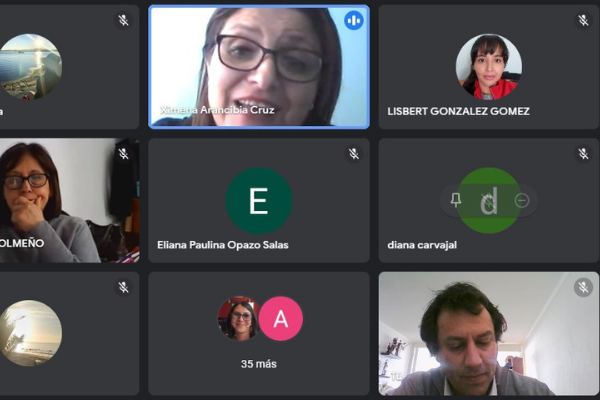 a
Ximena Arancibia Cruz
LISBERT GONZALEZ GOMEZ
OLMEÑO
E
Eliana Paulina Opazo Salas
d
diana carvajal
A
35 más